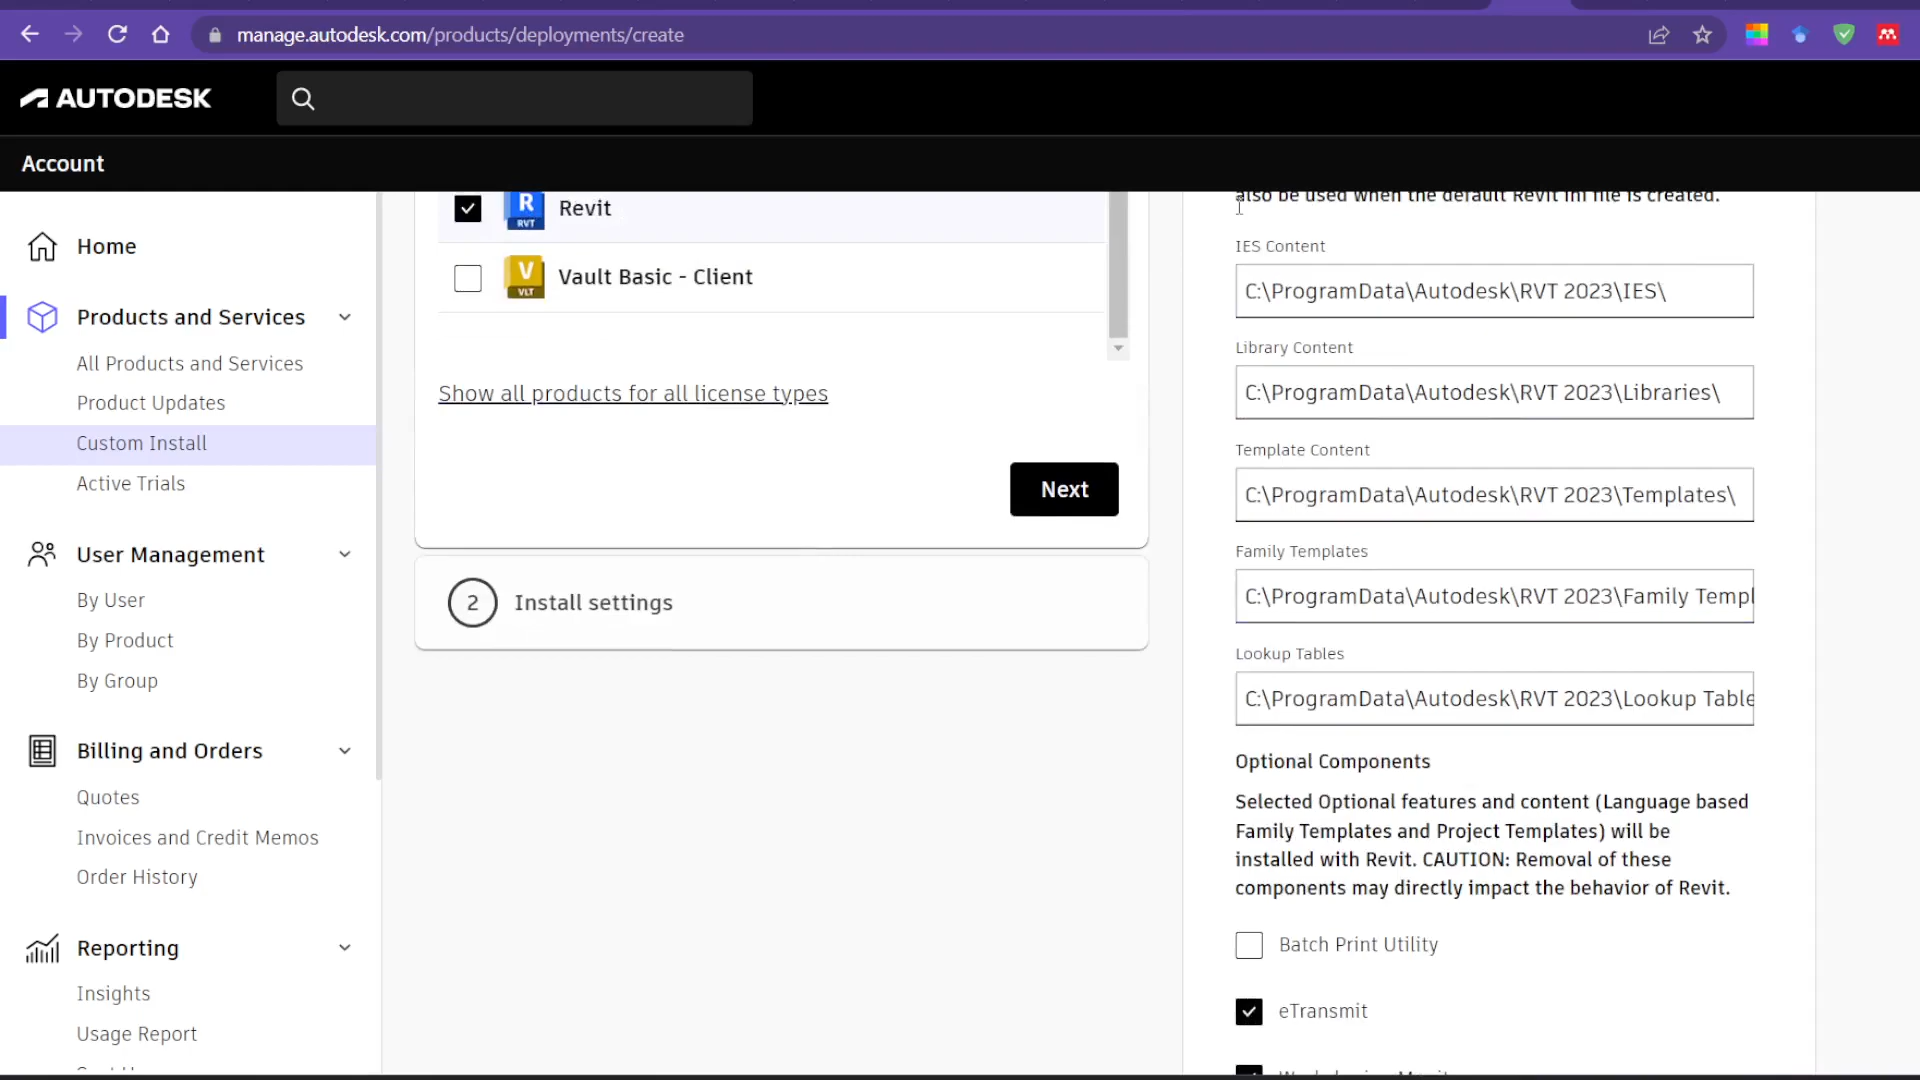 manage.autodesk.com/products/deployments/create
AUTODESK
Account
Home
Products and Services
All Products and Services
Product Updates
Custom Install
Active Trials
User Management
By User
By Product
By Group
Billing and Orders
Quotes
Invoices and Credit Memos
Order History
Reporting
Insights
Usage Report
R
RVT
Revit
V
VLT
Vault Basic - Client
Show all products for all license types
Next
2
Install settings
also be used when the default Revit ini file is created.
IES Content
C:\ProgramData\Autodesk\RVT 2023\IES\
Library Content
C:\ProgramData\Autodesk\RVT 2023\Libraries\
Template Content
C:\ProgramData\Autodesk\RVT 2023\Templates\
Family Templates
C:\ProgramData\Autodesk\RVT 2023\Family Templ
Lookup Tables
C:\ProgramData\Autodesk\RVT 2023\Lookup Table
Optional Components
Selected Optional features and content (Language based
Family Templates and Project Templates) will be
installed with Revit. CAUTION: Removal of these
components may directly impact the behavior of Revit.
Batch Print Utility
eTransmit